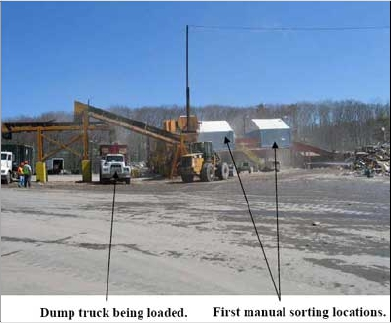 Dump truck being loaded. First manual sorting locations.